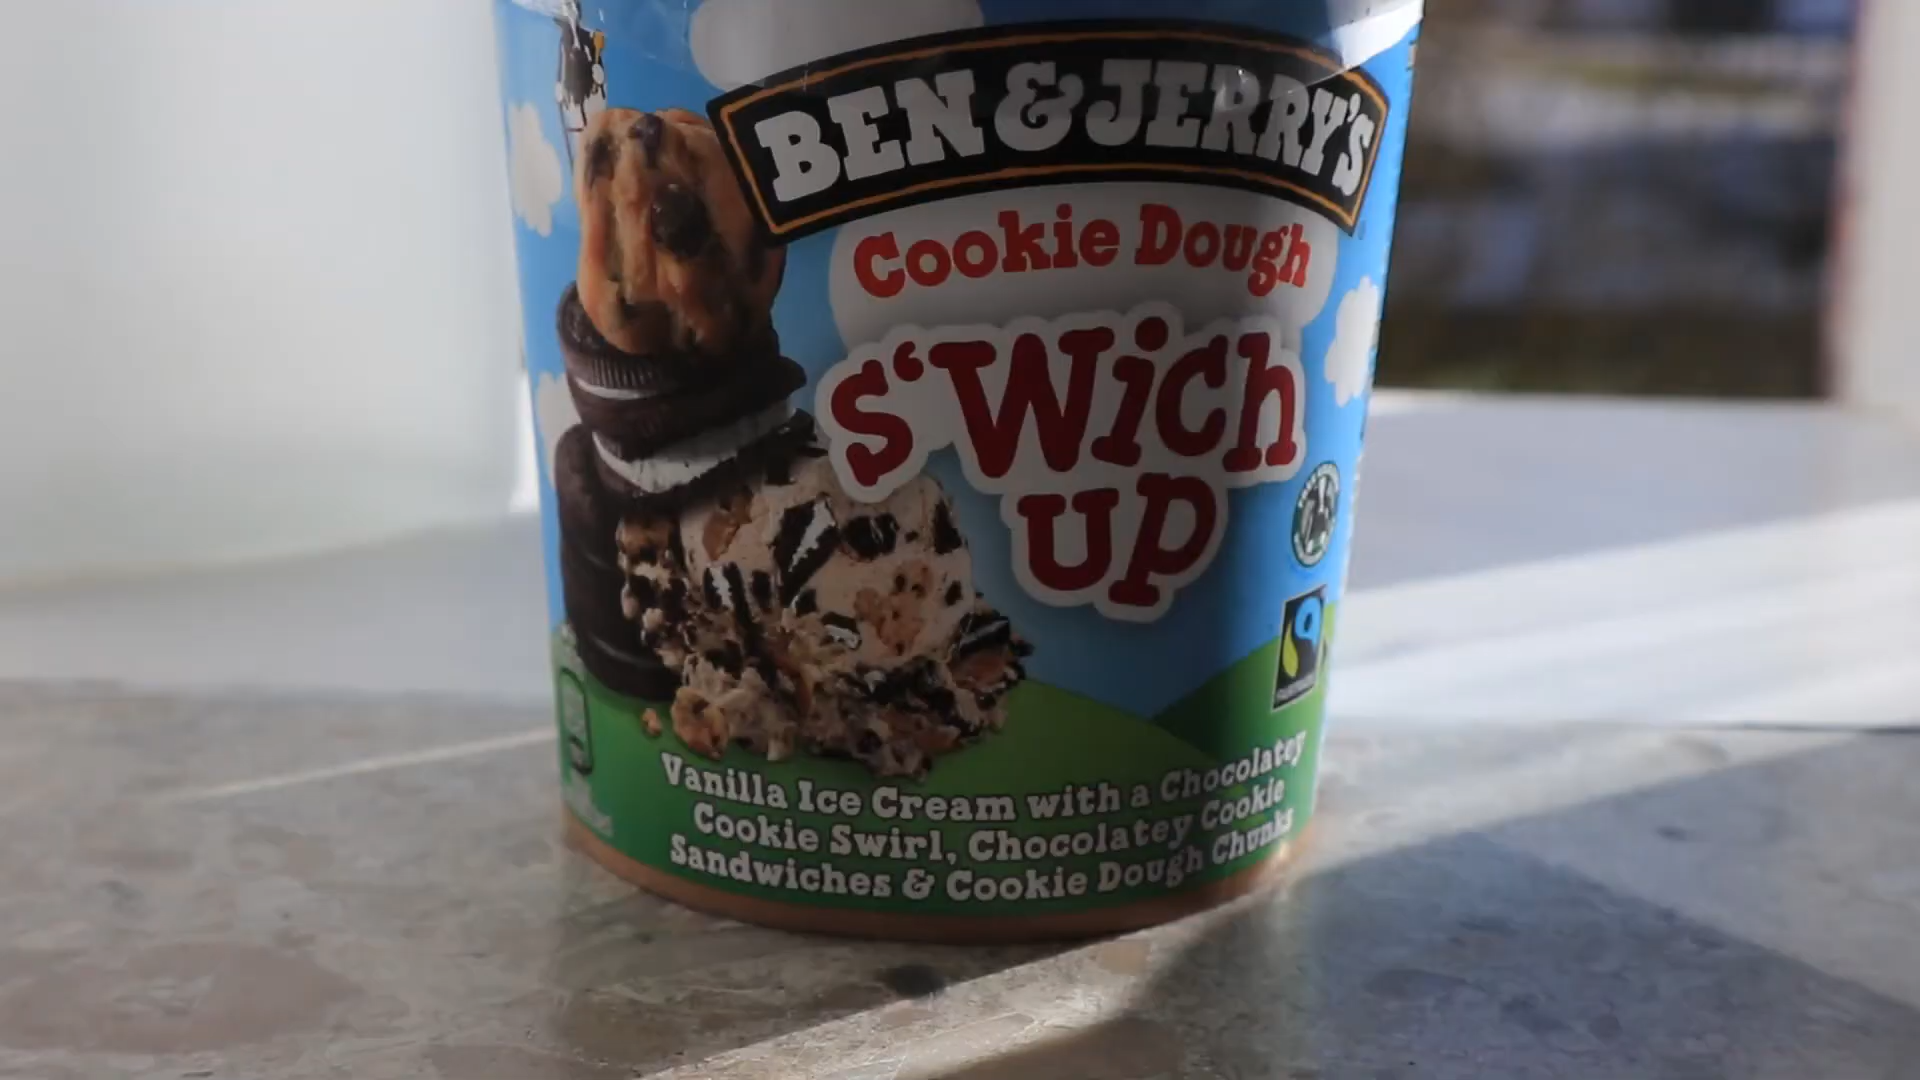 BEN & JERRY'S
Cookie Dough
S'Wich
up
Vanilla Ice Cream with a Chocolatey
Cookie Swirl, Chocolatey Cookie
Sandwiches & Cookie Dough Chunks